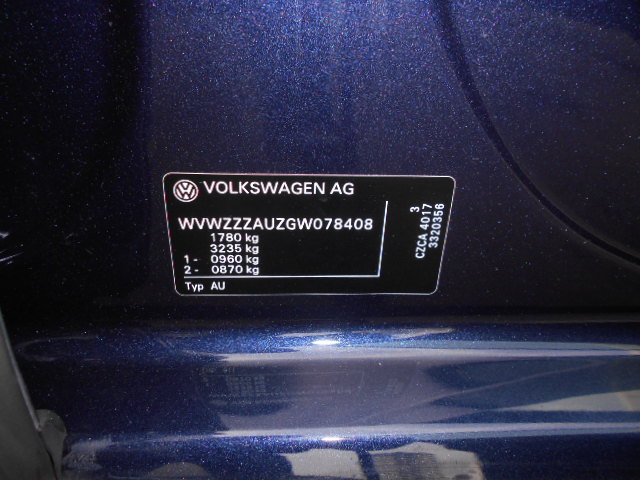 VOLKSWAGEN AG
WVWZZZAUZGW078408
1780 kg
3235 kg
1 - 0960 kg
2 - 0870 kg
Typ AU
3
CZCA 4017
3320356